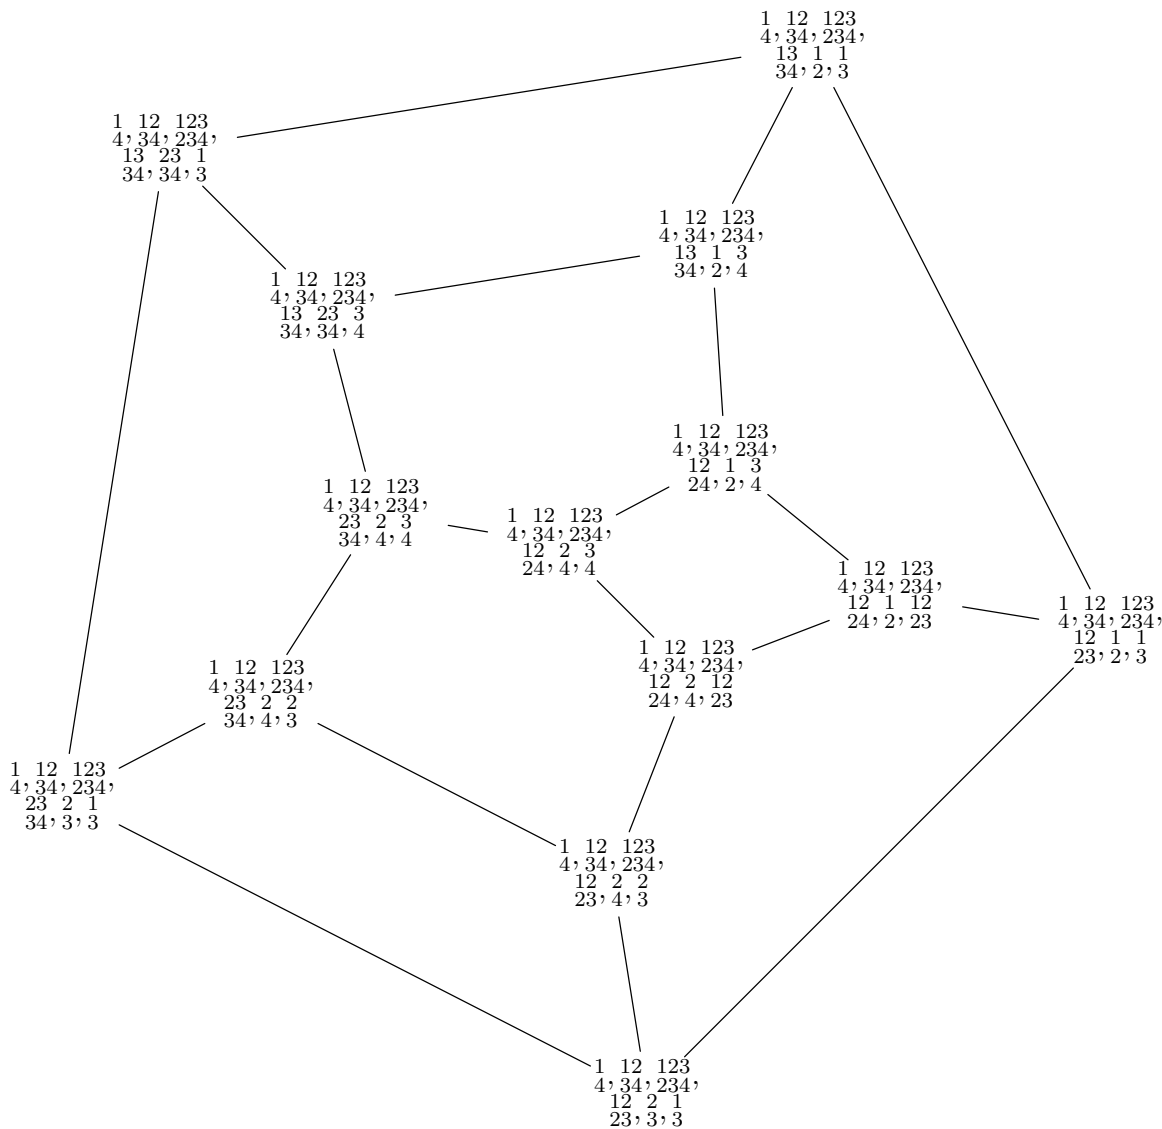 1 12 123
4, 34, 234,
13 1 1
34, 2, 3
1 12 123
4, 34, 234,
13 23 1
34, 34, 3
1 12 123
4, 34, 234,
13 1 3
34, 2, 4
1 12 123
4, 34, 234,
13 23 3
34, 34, 4
1 12 123
4, 34, 234,
12 1 3
24, 2, 4
1 12 123
4, 34, 234,
23 2 3
34, 4, 4
1 12 123
4, 34, 234,
12 2 3
24, 4, 4
1 12 123
4, 34, 234,
12 1 12
24, 2, 23
1 12 123
4, 34, 234,
12 1 1
23, 2, 3
1 12 123
4, 34, 234,
12 2 12
24, 4, 23
1 12 123
4, 34, 234,
23 2 2
34, 4, 3
1 12 123
4, 34, 234,
23 2 1
34, 3, 3
1 12 123
4, 34, 234,
12 2 2
23, 4, 3
1 12 123
4, 34, 234,
12 2 1
23, 3, 3